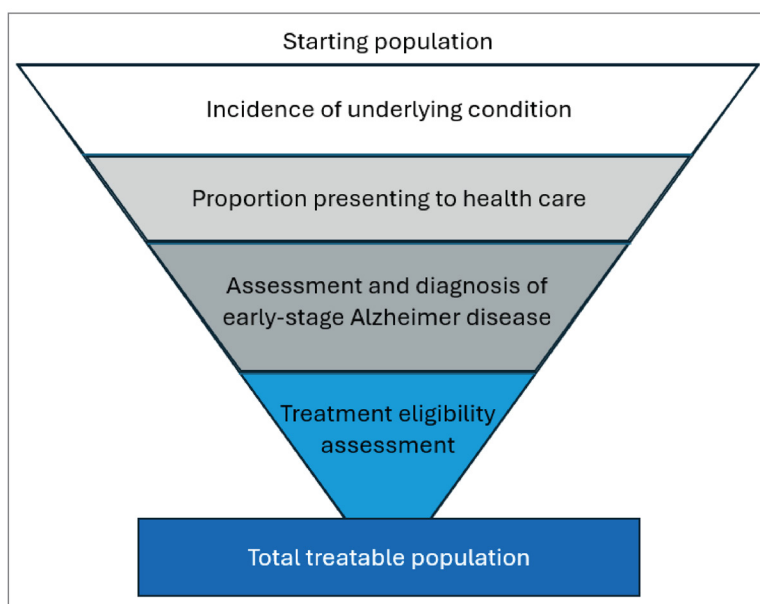 Starting population
Incidence of underlying condition
Proportion presenting to health care
Assessment and diagnosis of
early-stage Alzheimer disease
Treatment eligibility
assessment
Total treatable population